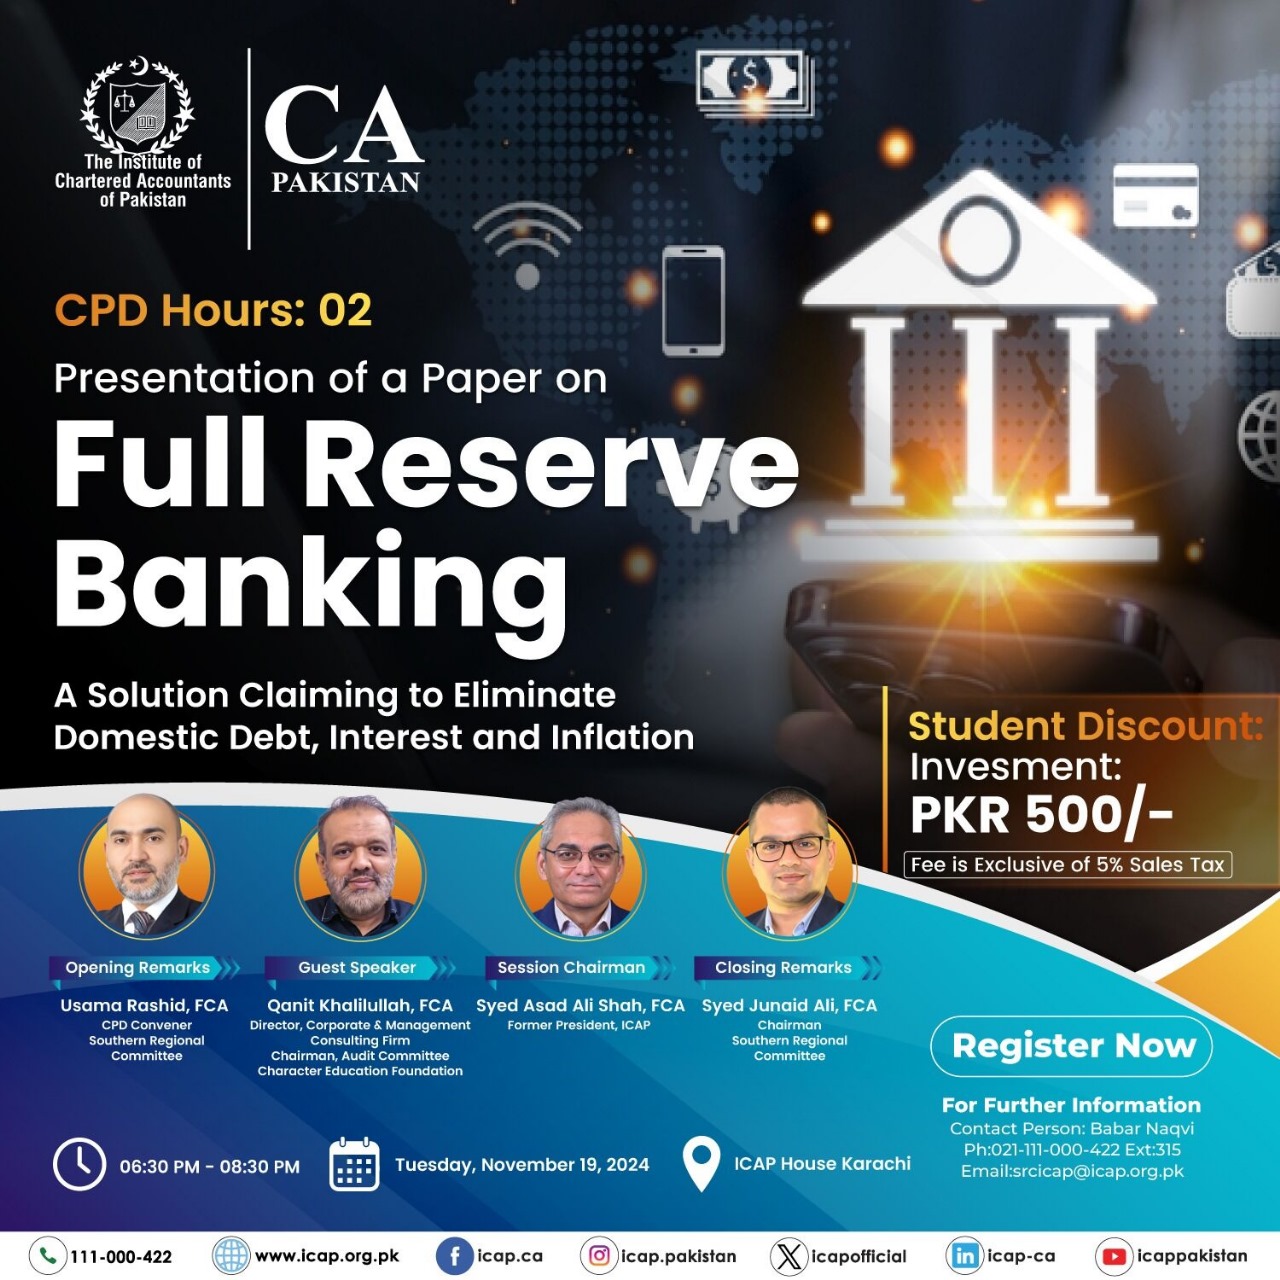 The Institute of
Chartered Accountants
of Pakistan
CA
PAKISTAN
CPD Hours: 02
Presentation of a Paper on
Full Reserve
Banking
A Solution Claiming to Eliminate
Domestic Debt, Interest and Inflation
Student Discount:
Invesment:
PKR 500/-
Fee is Exclusive of 5% Sales Tax
Opening Remarks
Usama Rashid, FCA
CPD Convener
Southern Regional
Committee
Guest Speaker
Qanit Khalilullah, FCA
Director, Corporate & Management
Consulting Firm
Chairman, Audit Committee
Character Education Foundation
Session Chairman
Syed Asad Ali Shah, FCA
Former President, ICAP
Closing Remarks
Syed Junaid Ali, FCA
Chairman
Southern Regional
Committee
Register Now
For Further Information
Contact Person: Babar Naqvi
Ph:021-111-000-422 Ext:315
Email:srcicap@icap.org.pk
06:30 PM - 08:30 PM
Tuesday, November 19, 2024
ICAP House Karachi
111-000-422
www.icap.org.pk
icap.ca
icap.pakistan
icapofficial
icap-ca
icappakistan